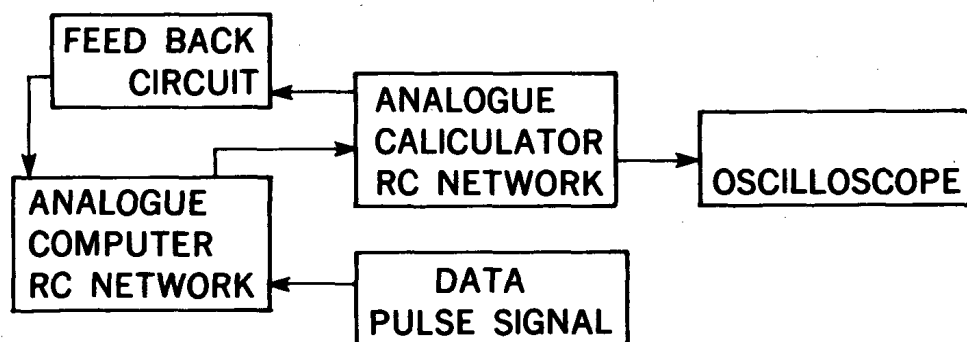 FEED BACK
CIRCUIT
ANALOGUE
CALICULATOR
RC NETWORK
OSCILLOSCOPE
ANALOGUE
COMPUTER
RC NETWORK
DATA
PULSE SIGNAL